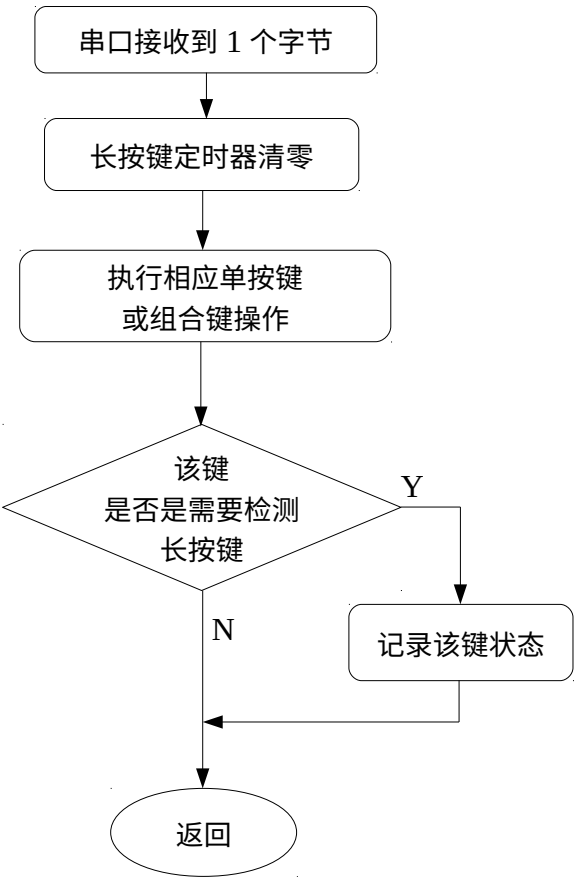 串口接收到 1 个字节
长按键定时器清零
执行相应单按键
或组合键操作
该键
是否是需要检测
长按键
Y
N
记录该键状态
返回